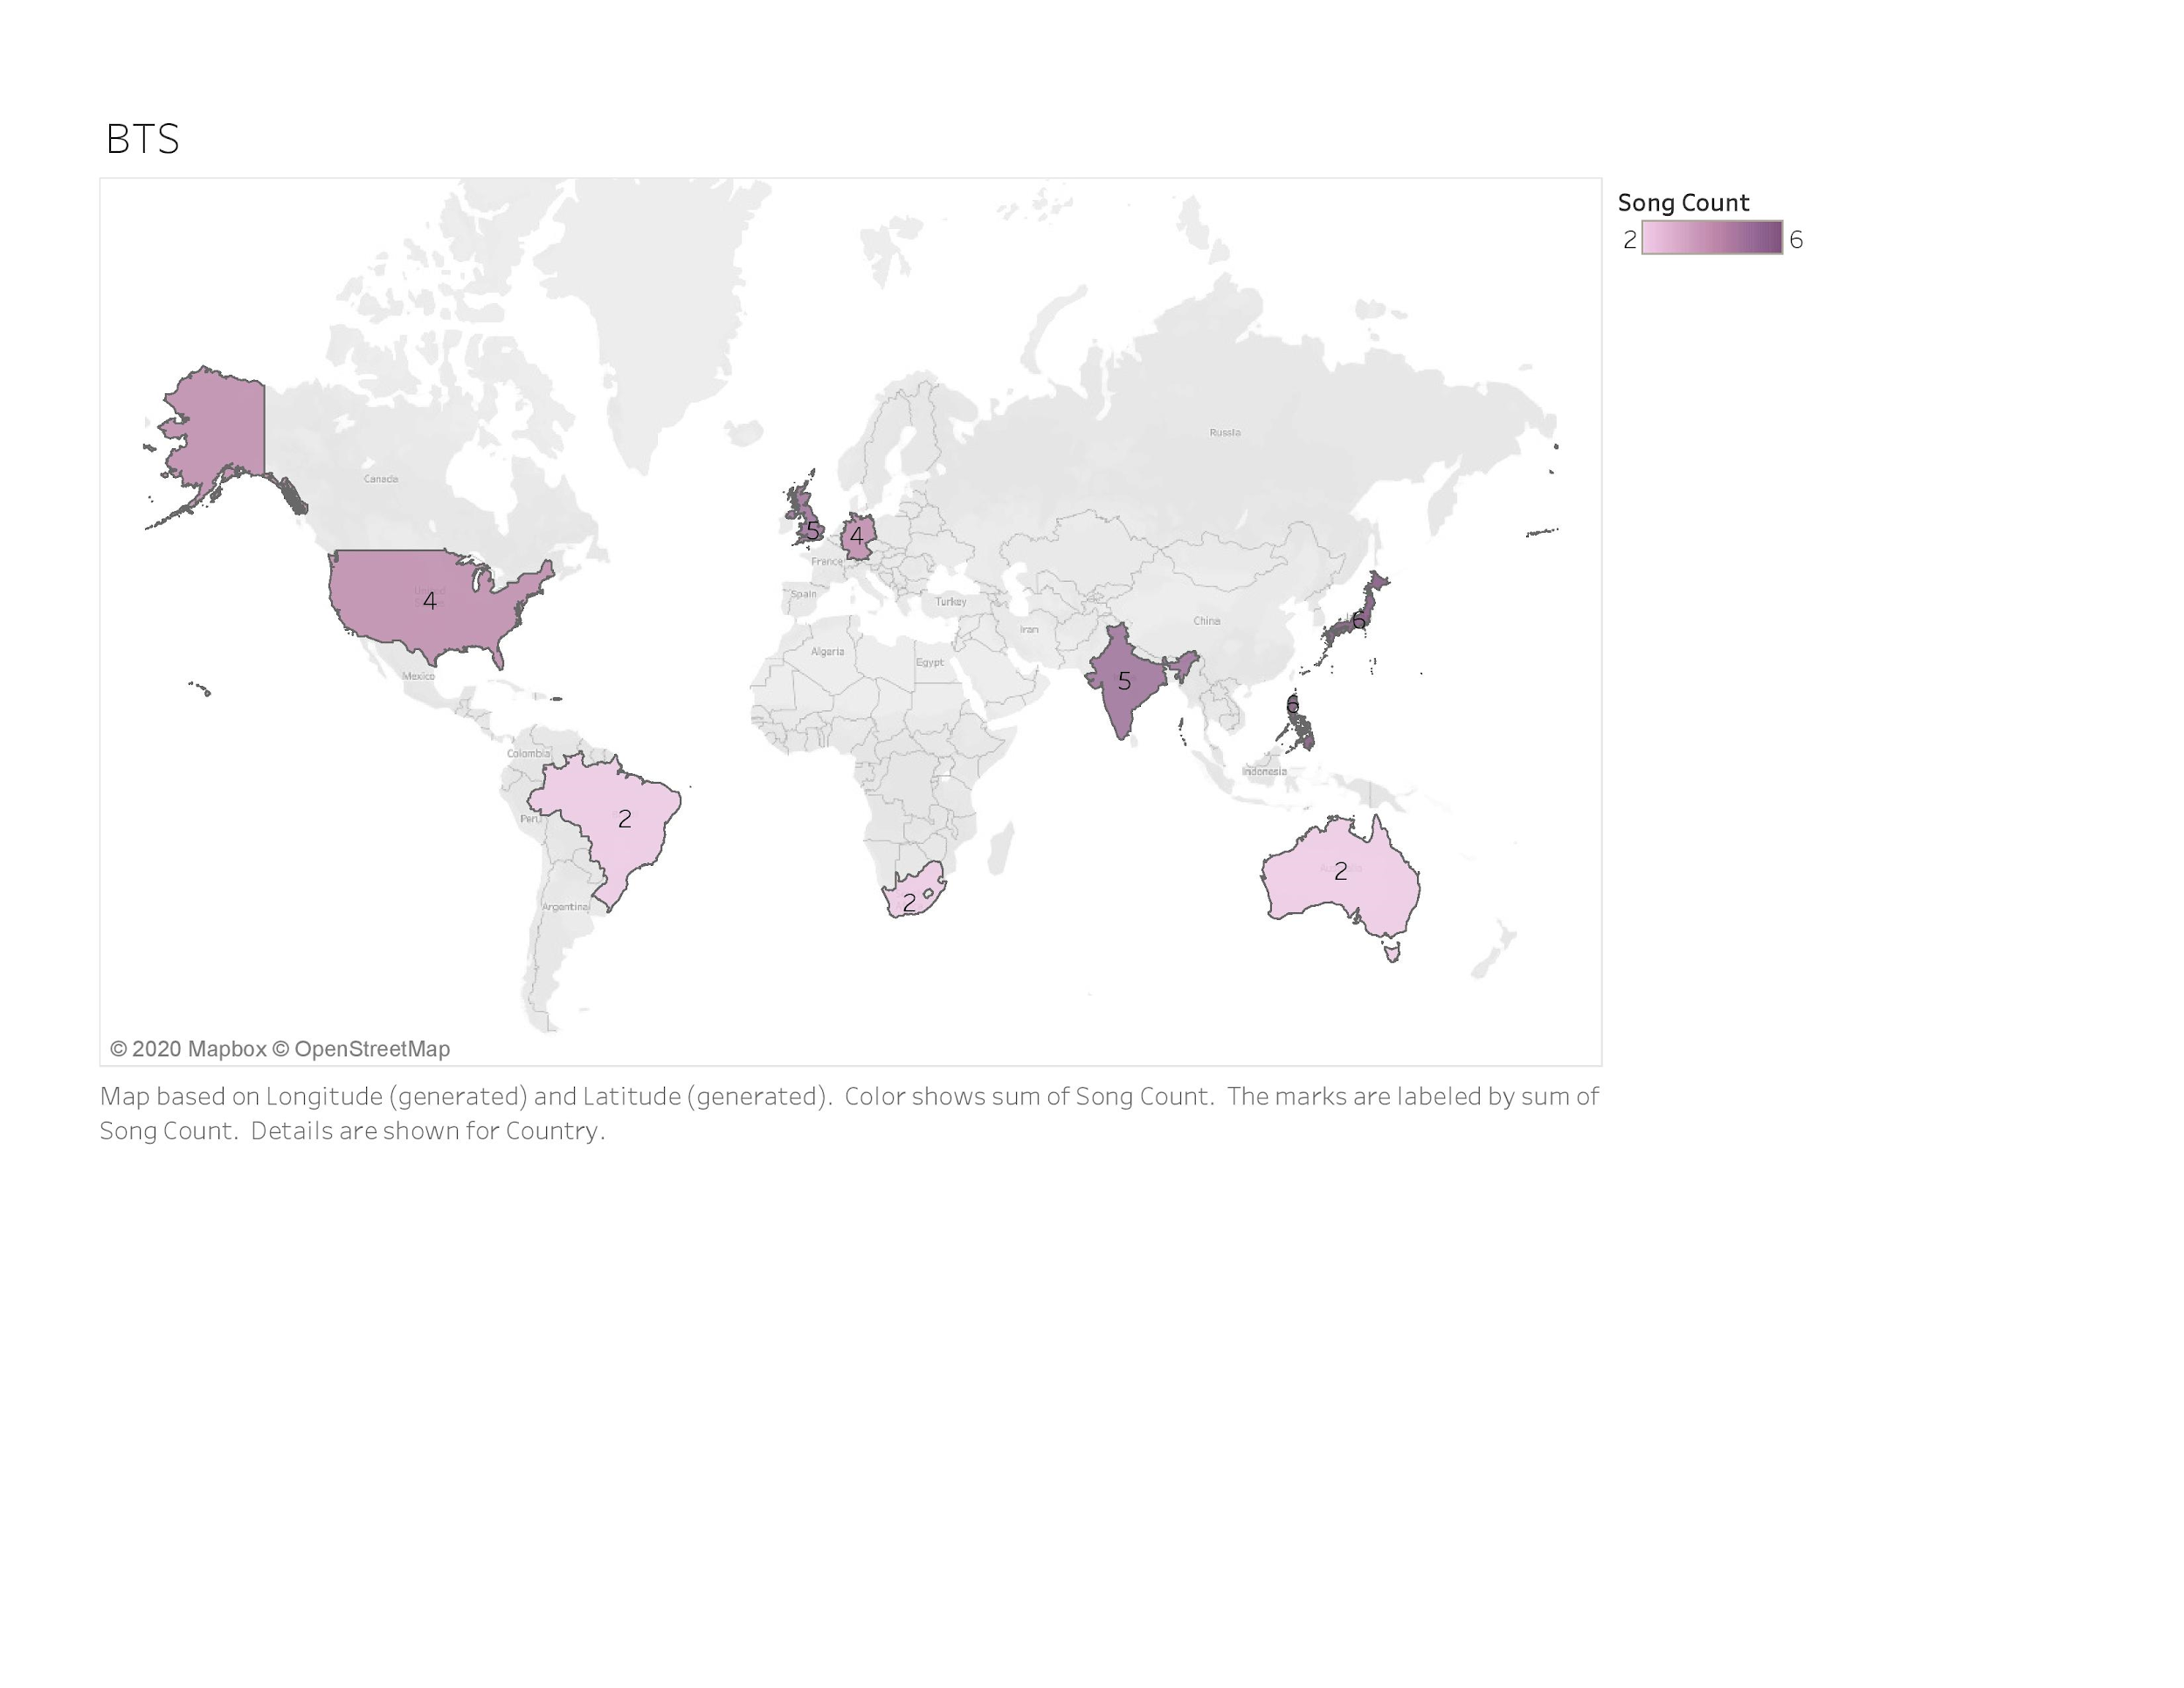 BTS
Song Count
2 6
Russia
Canada
5
4
France
4
Spain
Turkey
6
China
Iran
Algeria
Egypt
Mexico
5
6
Colombia
Indonesia
2
Peru
2
2
Argentina
© 2020 Mapbox © OpenStreetMap
Map based on Longitude (generated) and Latitude (generated). Color shows sum of Song Count. The marks are labeled by sum of
Song Count. Details are shown for Country.